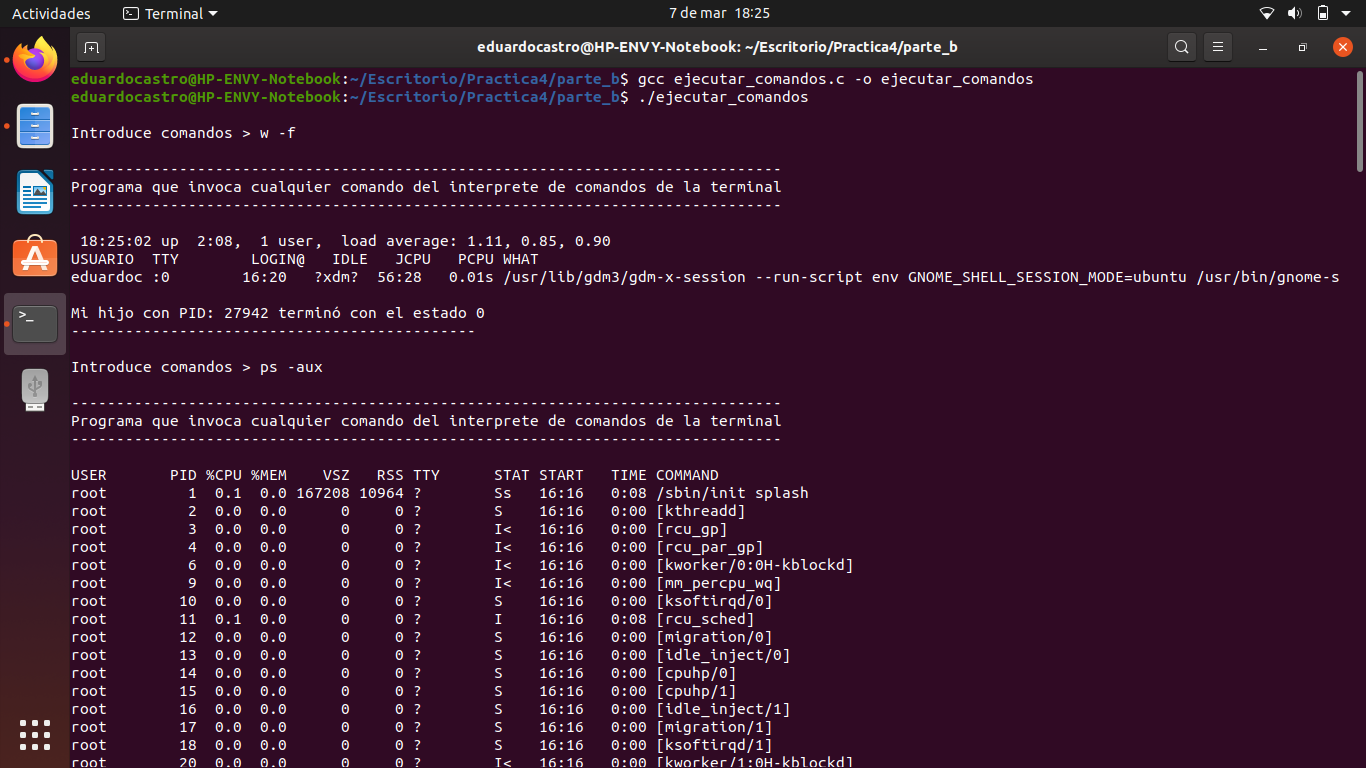 Actividades Terminal 7 de mar 18:25
eduardocastro@HP-ENVY-Notebook: ~/Escritorio/Practica4/parte_b
eduardocastro@HP-ENVY-Notebook:~/Escritorio/Practica4/parte_b$ gcc ejecutar_comandos.c -o ejecutar_comandos
eduardocastro@HP-ENVY-Notebook:~/Escritorio/Practica4/parte_b$ ./ejecutar_comandos
Introduce comandos > w -f
-------------------------------------------------------------------------------
Programa que invoca cualquier comando del interprete de comandos de la terminal
-------------------------------------------------------------------------------
 18:25:02 up  2:08,  1 user,  load average: 1.11, 0.85, 0.90
USUARIO  TTY        LOGIN@   IDLE   JCPU   PCPU WHAT
eduardoc :0        16:20   ?xdm?  56:28   0.01s /usr/lib/gdm3/gdm-x-session --run-script env GNOME_SHELL_SESSION_MODE=ubuntu /usr/bin/gnome-s
Mi hijo con PID: 27942 terminó con el estado 0
---------------------------------------------
Introduce comandos > ps -aux
-------------------------------------------------------------------------------
Programa que invoca cualquier comando del interprete de comandos de la terminal
-------------------------------------------------------------------------------
USER       PID %CPU %MEM    VSZ   RSS TTY      STAT START   TIME COMMAND
root         1  0.1  0.0 167208 10964 ?        Ss   16:16   0:08 /sbin/init splash
root         2  0.0  0.0      0     0 ?        S    16:16   0:00 [kthreadd]
root         3  0.0  0.0      0     0 ?        I<   16:16   0:00 [rcu_gp]
root         4  0.0  0.0      0     0 ?        I<   16:16   0:00 [rcu_par_gp]
root         6  0.0  0.0      0     0 ?        I<   16:16   0:00 [kworker/0:0H-kblockd]
root         9  0.0  0.0      0     0 ?        I<   16:16   0:00 [mm_percpu_wq]
root        10  0.0  0.0      0     0 ?        S    16:16   0:00 [ksoftirqd/0]
root        11  0.1  0.0      0     0 ?        I    16:16   0:08 [rcu_sched]
root        12  0.0  0.0      0     0 ?        S    16:16   0:00 [migration/0]
root        13  0.0  0.0      0     0 ?        S    16:16   0:00 [idle_inject/0]
root        14  0.0  0.0      0     0 ?        S    16:16   0:00 [cpuhp/0]
root        15  0.0  0.0      0     0 ?        S    16:16   0:00 [cpuhp/1]
root        16  0.0  0.0      0     0 ?        S    16:16   0:00 [idle_inject/1]
root        17  0.0  0.0      0     0 ?        S    16:16   0:00 [migration/1]
root        18  0.0  0.0      0     0 ?        S    16:16   0:00 [ksoftirqd/1]
root        20  0.0  0.0      0     0 ?        I<   16:16   0:00 [kworker/1:0H-kblockd]